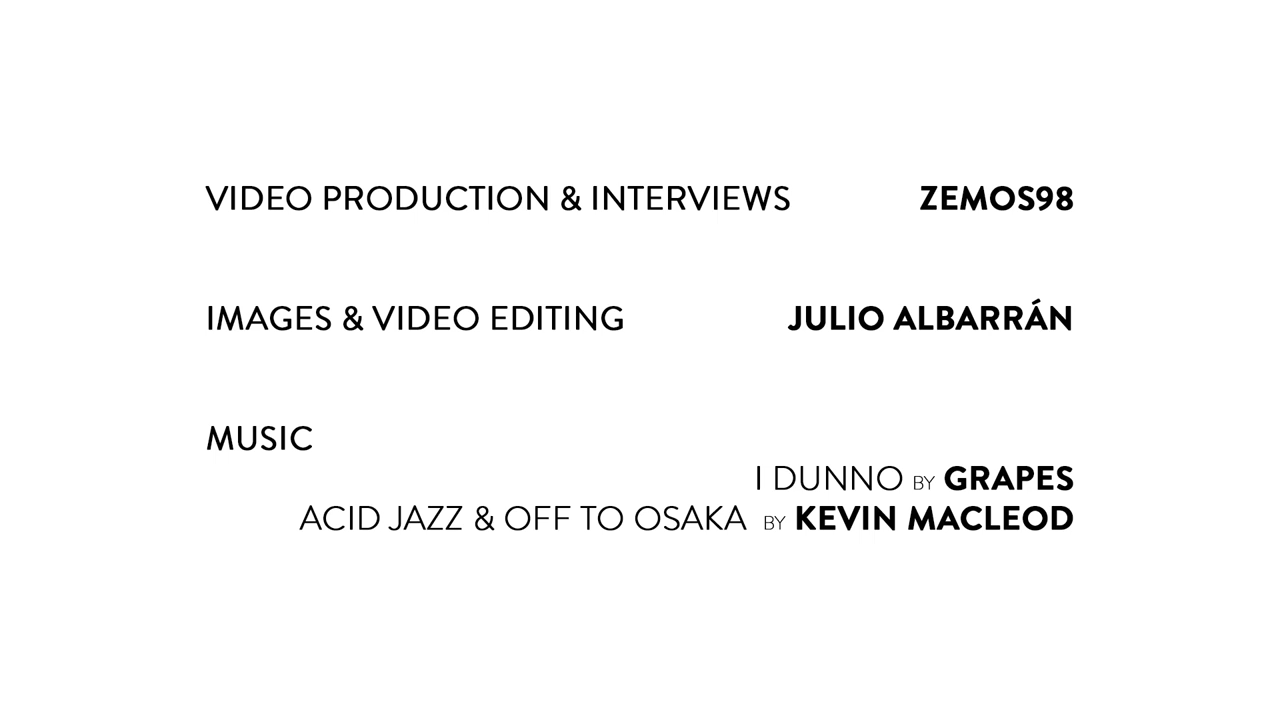 VIDEO PRODUCTION & INTERVIEWS ZEMOS98
IMAGES & VIDEO EDITING JULIO ALBARRÁN
MUSIC
I DUNNO BY GRAPES
ACID JAZZ & OFF TO OSAKA BY KEVIN MACLEOD